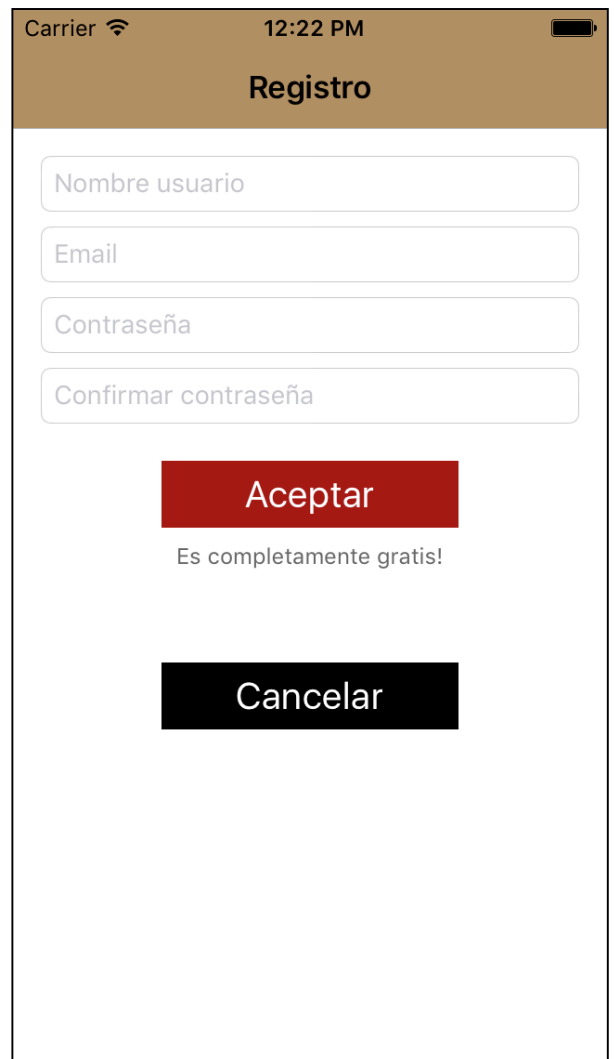 Carrier 12:22 PM
Registro
Nombre usuario
Email
Contraseña
Confirmar contraseña
Aceptar
Es completamente gratis!
Cancelar